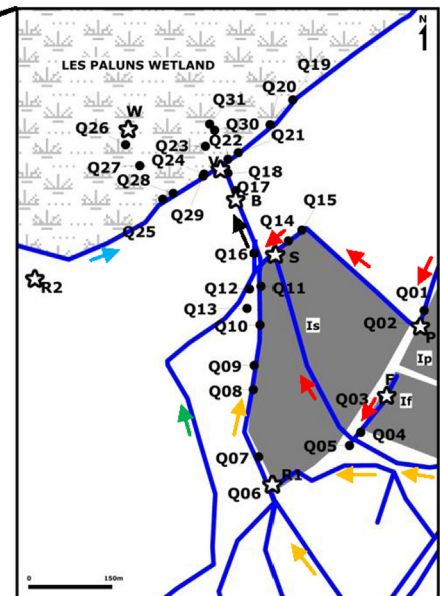 N
Q19
LES PALUNS WETLAND
Q20
Q31
W
Q30
Q26
Q22
Q21
Q23
Q24
Q27
V
Q18
Q28
Q17
B
Q29
Q15
Q14
Q25
Q16
S
R2
Q12
Q11
Q01
Q13
Is
Q02
P
Q10
Ip
Q09
F
Q08
Q03
If
Q04
Q05
Q07
R1
Q06
0
150m